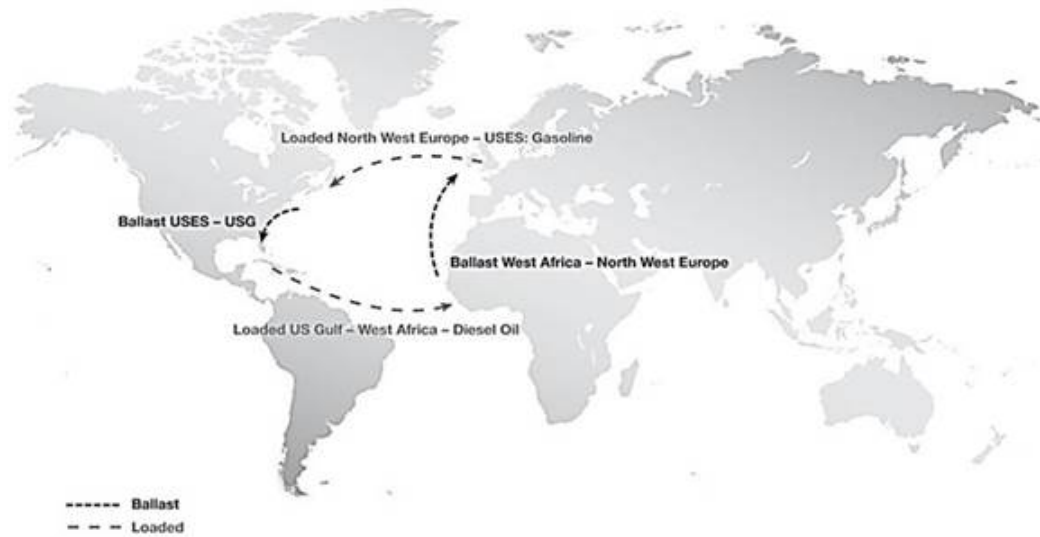 Loaded North West Europe – USES: Gasoline
Ballast USES – USG
Ballast West Africa – North West Europe
Loaded US Gulf – West Africa – Diesel Oil
Ballast
Loaded